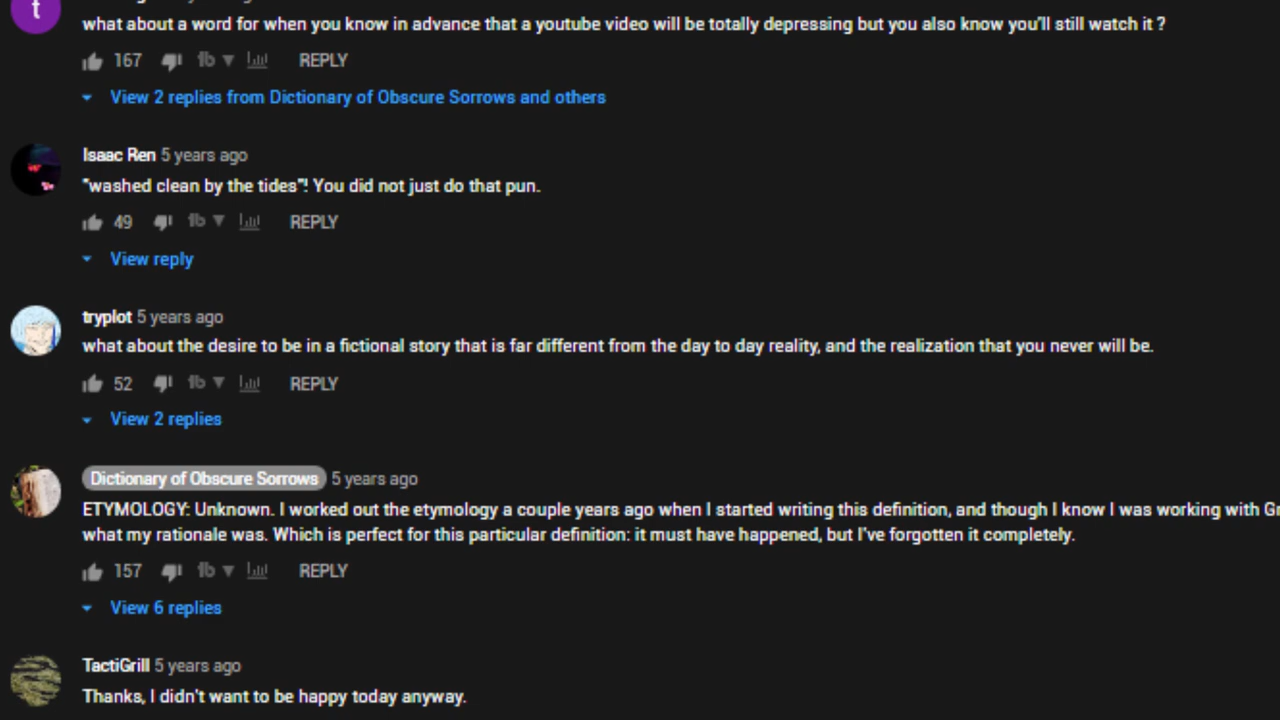 t
what about a word for when you know in advance that a youtube video will be totally depressing but you also know you'll still watch it ?
167 REPLY
View 2 replies from Dictionary of Obscure Sorrows and others
Isaac Ren 5 years ago
"washed clean by the tides"! You did not just do that pun.
49 REPLY
View reply
tryplot 5 years ago
what about the desire to be in a fictional story that is far different from the day to day reality, and the realization that you never will be.
52 REPLY
View 2 replies
Dictionary of Obscure Sorrows 5 years ago
ETYMOLOGY: Unknown. I worked out the etymology a couple years ago when I started writing this definition, and though I know I was working with
what my rationale was. Which is perfect for this particular definition: it must have happened, but I've forgotten it completely.
157 REPLY
View 6 replies
TactiGrill 5 years ago
Thanks, I didn't want to be happy today anyway.